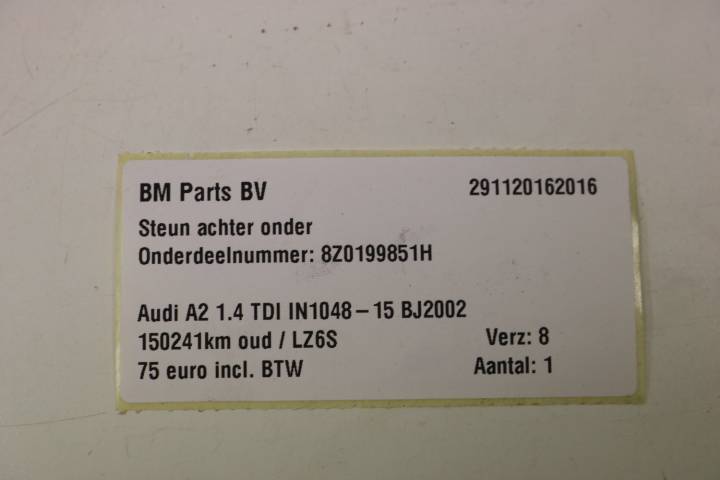 BM Parts BV 291120162016
Steun achter onder
Onderdeelnummer: 8Z0199851H
Audi A2 1.4 TDI IN1048-15 BJ2002
150241km oud / LZ6S Verz: 8
75 euro incl. BTW Aantal: 1